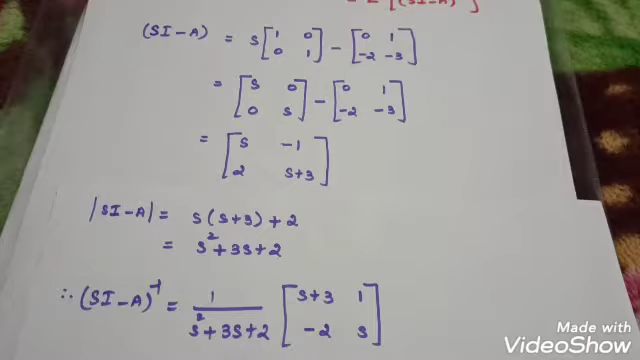 = L [(SI-A)]
(SI-A) = s [1 0; 0 1] - [0 1; -2 -3]
= [s 0; 0 s] - [0 1; -2 -3]
= [s -1; 2 s+3]
|SI-A| = s(s+3)+2
= s² + 3s + 2
∴ (SI-A)⁻¹ = 1/(s² + 3s + 2) [s+3 1; -2 s]
Made with
VideoShow